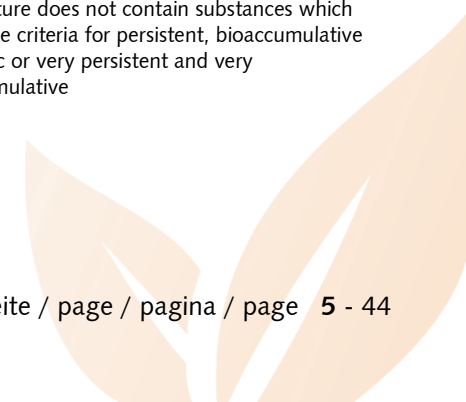 ture does not contain substances which
e criteria for persistent, bioaccumulative
c or very persistent and very
mulative
eite / page / pagina / page 5 - 44